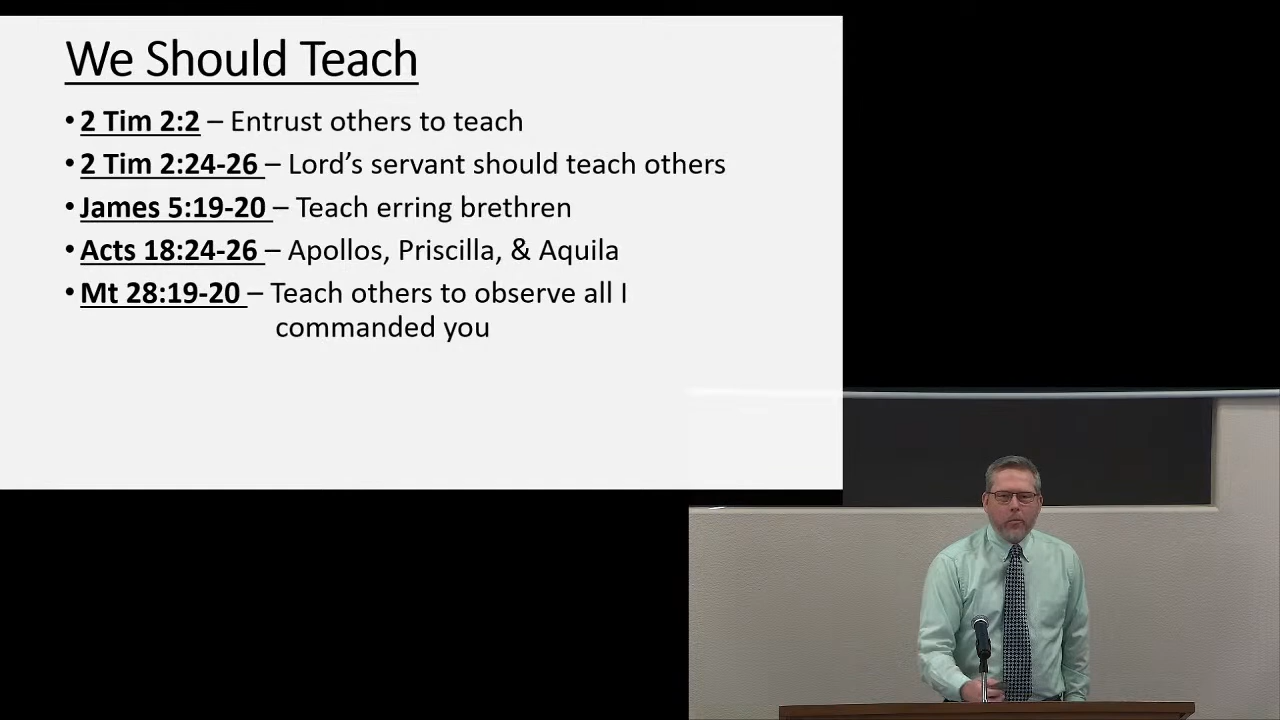 We Should Teach
• 2 Tim 2:2 – Entrust others to teach
• 2 Tim 2:24-26 – Lord’s servant should teach others
• James 5:19-20 – Teach erring brethren
• Acts 18:24-26 – Apollos, Priscilla, & Aquila
• Mt 28:19-20 – Teach others to observe all I
commanded you